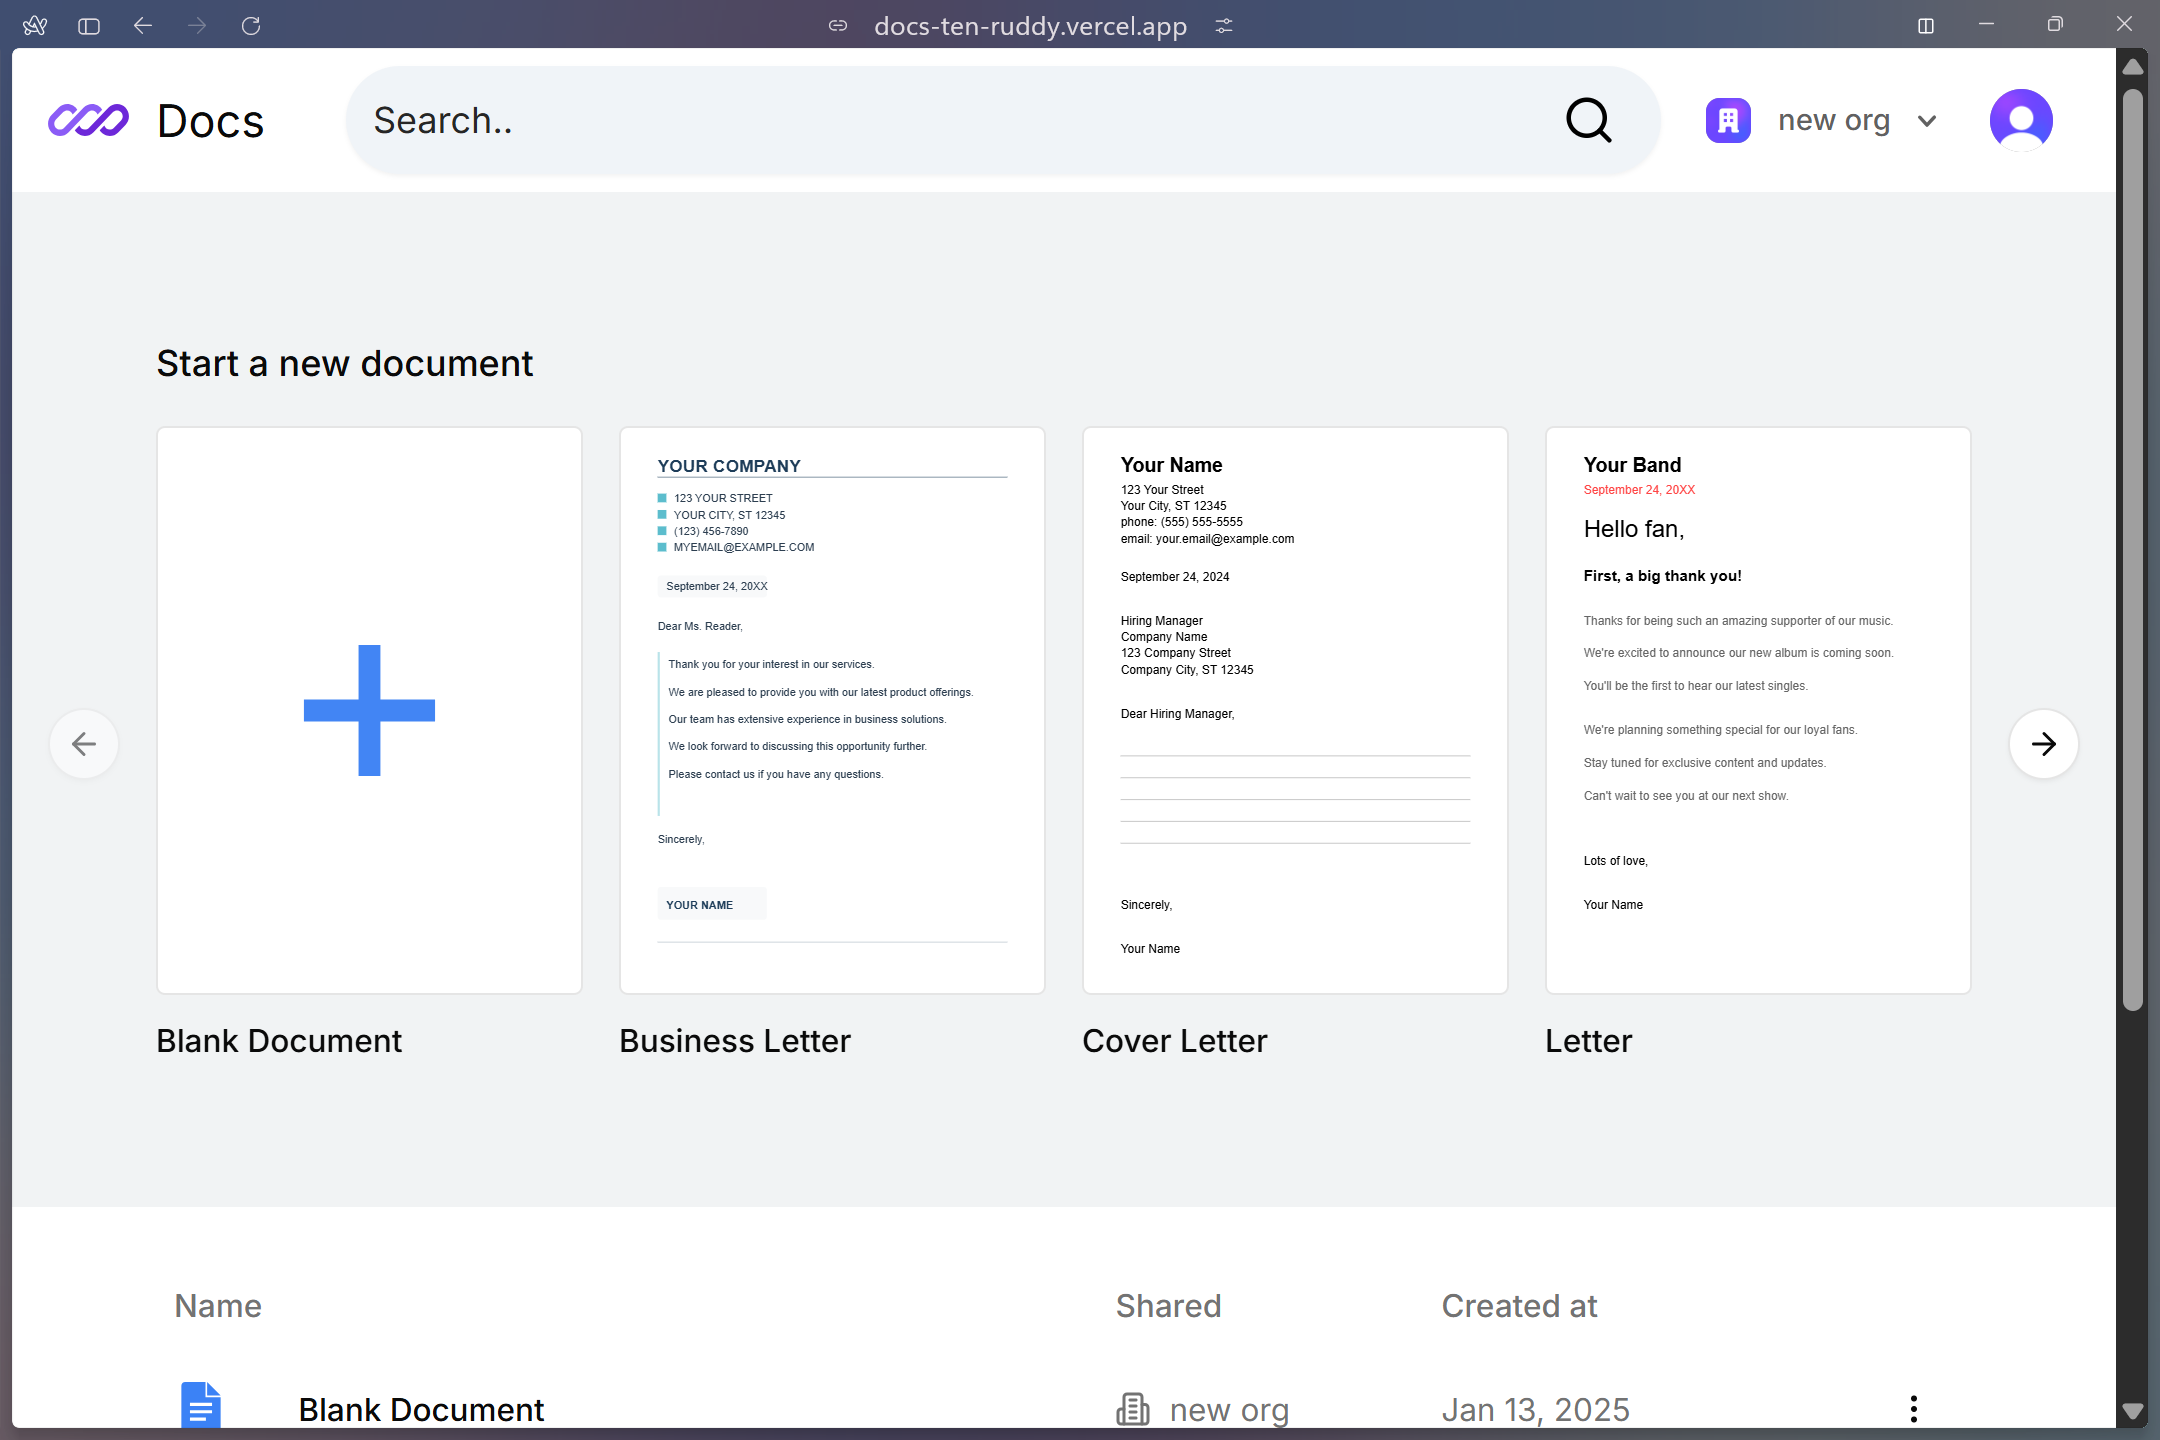 docs-ten-ruddy.vercel.app
Docs
Search..
new org
Start a new document
YOUR COMPANY
123 YOUR STREET
YOUR CITY, ST 12345
(123) 456-7890
MYEMAIL@EXAMPLE.COM
September 24, 20XX
Dear Ms. Reader,
Thank you for your interest in our services.
We are pleased to provide you with our latest product offerings.
Our team has extensive experience in business solutions.
We look forward to discussing this opportunity further.
Please contact us if you have any questions.
Sincerely,
YOUR NAME
Your Name
123 Your Street
Your City, ST 12345
phone: (555) 555-5555
email: your.email@example.com
September 24, 2024
Hiring Manager
Company Name
123 Company Street
Company City, ST 12345
Dear Hiring Manager,
Sincerely,
Your Name
Your Band
September 24, 20XX
Hello fan,
First, a big thank you!
Thanks for being such an amazing supporter of our music.
We're excited to announce our new album is coming soon.
You'll be the first to hear our latest singles.
We're planning something special for our loyal fans.
Stay tuned for exclusive content and updates.
Can't wait to see you at our next show.
Lots of love,
Your Name
Blank Document
Business Letter
Cover Letter
Letter
Name
Shared
Created at
Blank Document
new org
Jan 13, 2025